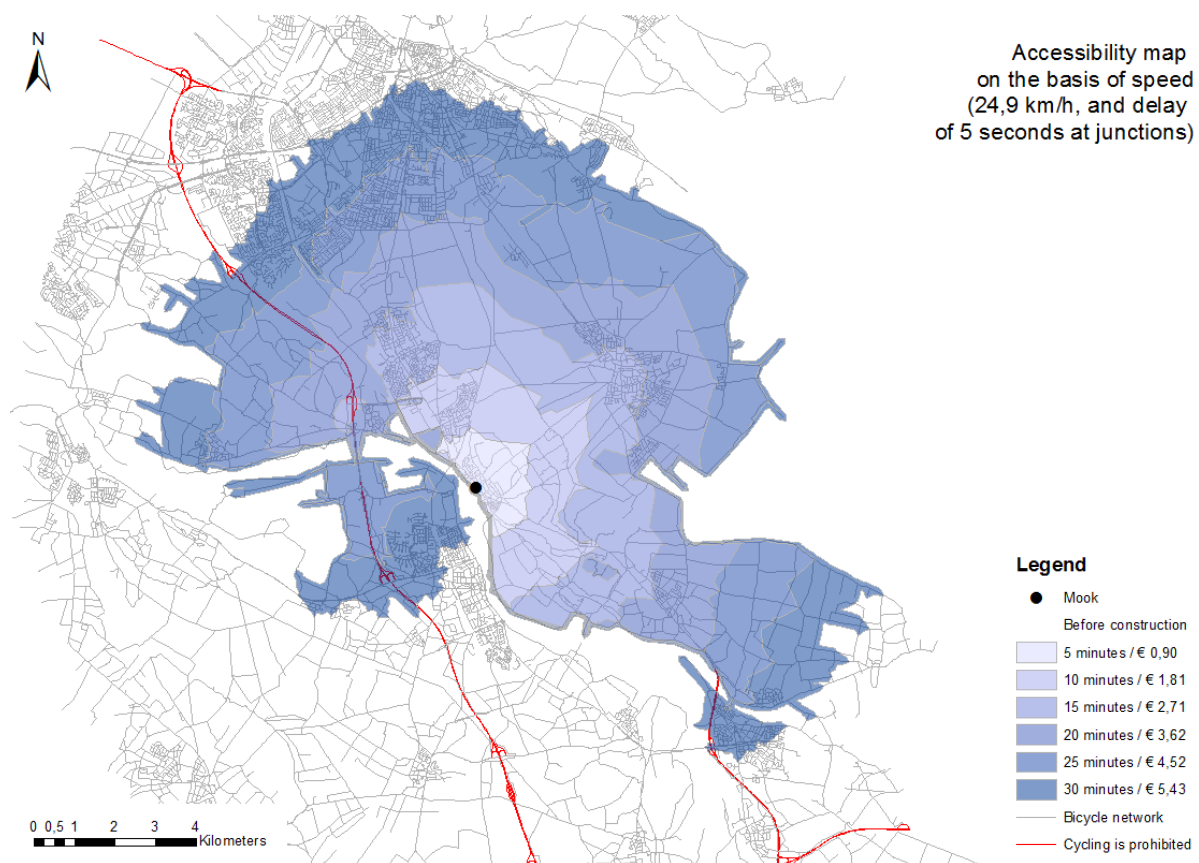 N
Accessibility map
on the basis of speed
(24,9 km/h, and delay
of 5 seconds at junctions)
Legend
Mook
Before construction
5 minutes / € 0,90
10 minutes / € 1,81
15 minutes / € 2,71
20 minutes / € 3,62
25 minutes / € 4,52
30 minutes / € 5,43
Bicycle network
Cycling is prohibited
0 0,5 1 2 3 4
Kilometers